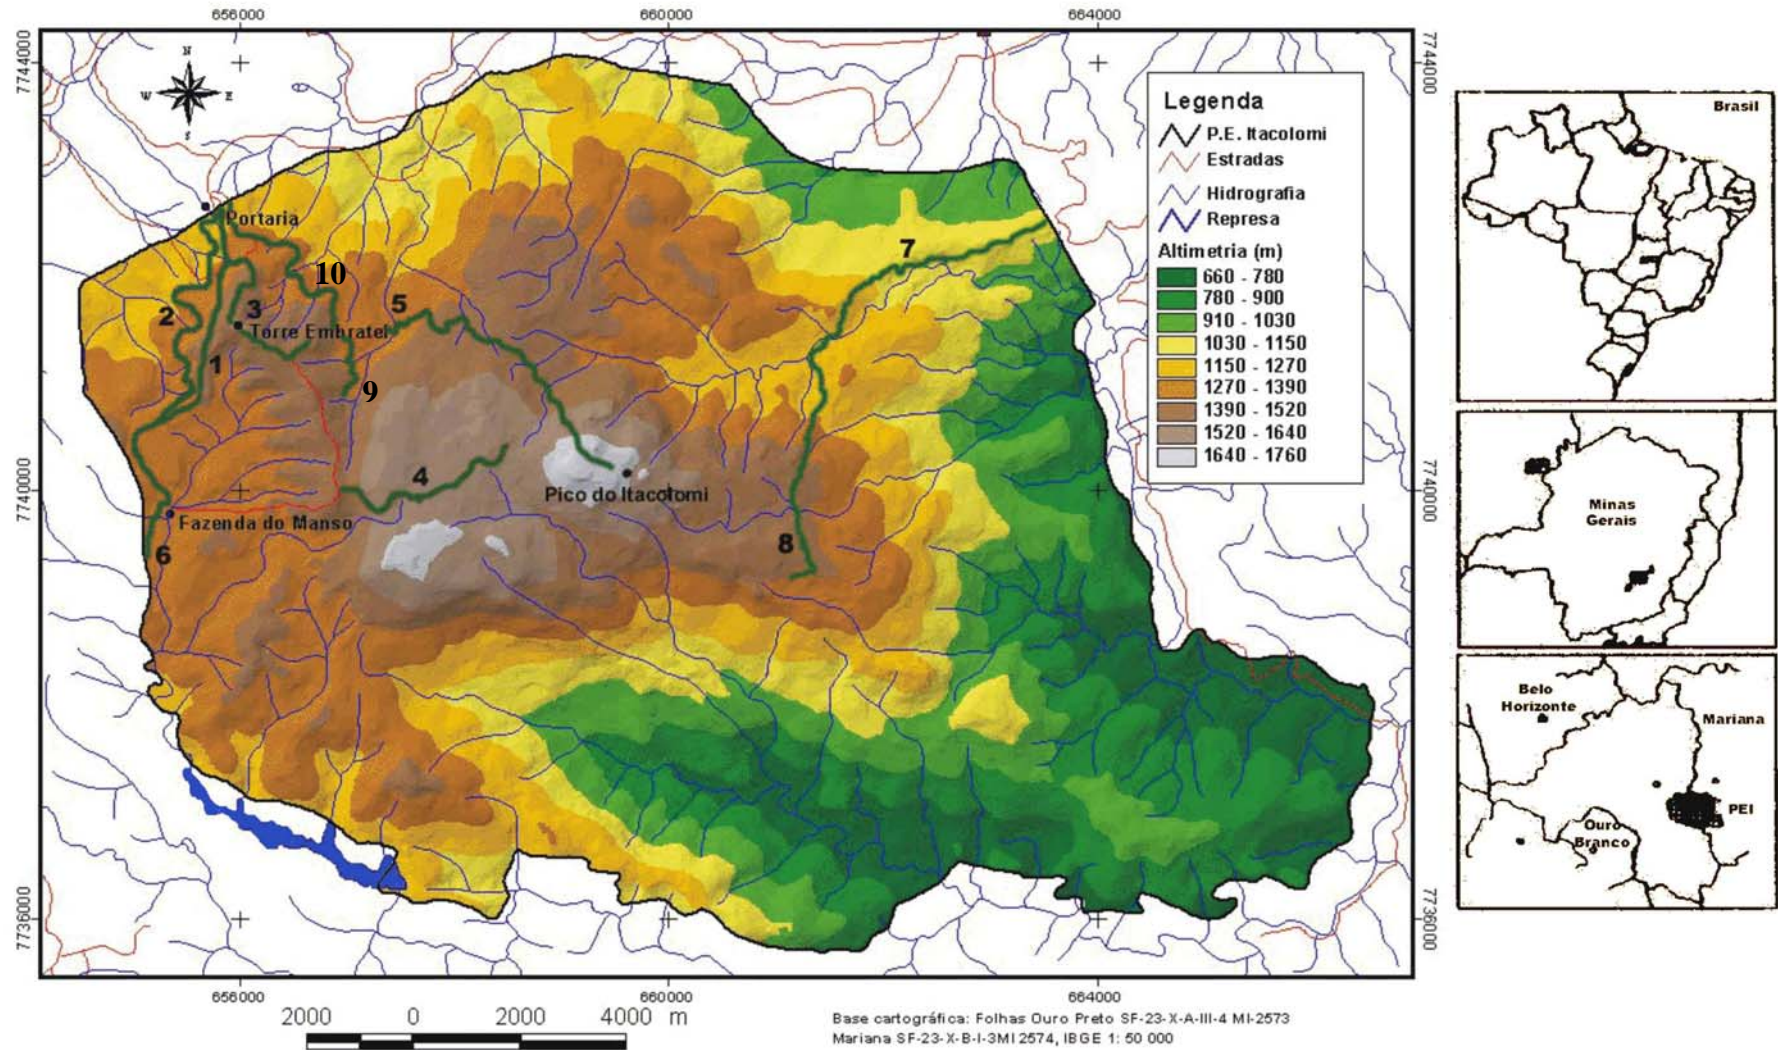 656000
660000
664000
7744000
7744000
N
W
E
S
Legenda
P.E. Itacolomi
Estradas
Hidrografia
Represa
Altimetria (m)
660 - 780
780 - 900
910 - 1030
1030 - 1150
1150 - 1270
1270 - 1390
1390 - 1520
1520 - 1640
1640 - 1760
Portaria
7
10
3
5
2
Torre Embratel
1
9
4
7740000
7740000
Pico do Itacolomi
Fazenda do Manso
8
6
7736000
7736000
656000
660000
664000
2000
0
2000
4000
m
Base cartográfica: Folhas Ouro Preto SF-23-X-A-III-4 MI-2573
Mariana SF-23-X-B-I-3MI 2574, IBGE 1: 50 000
Brasil
Minas
Gerais
Belo
Horizonte
Mariana
PEI
Ouro
Branco